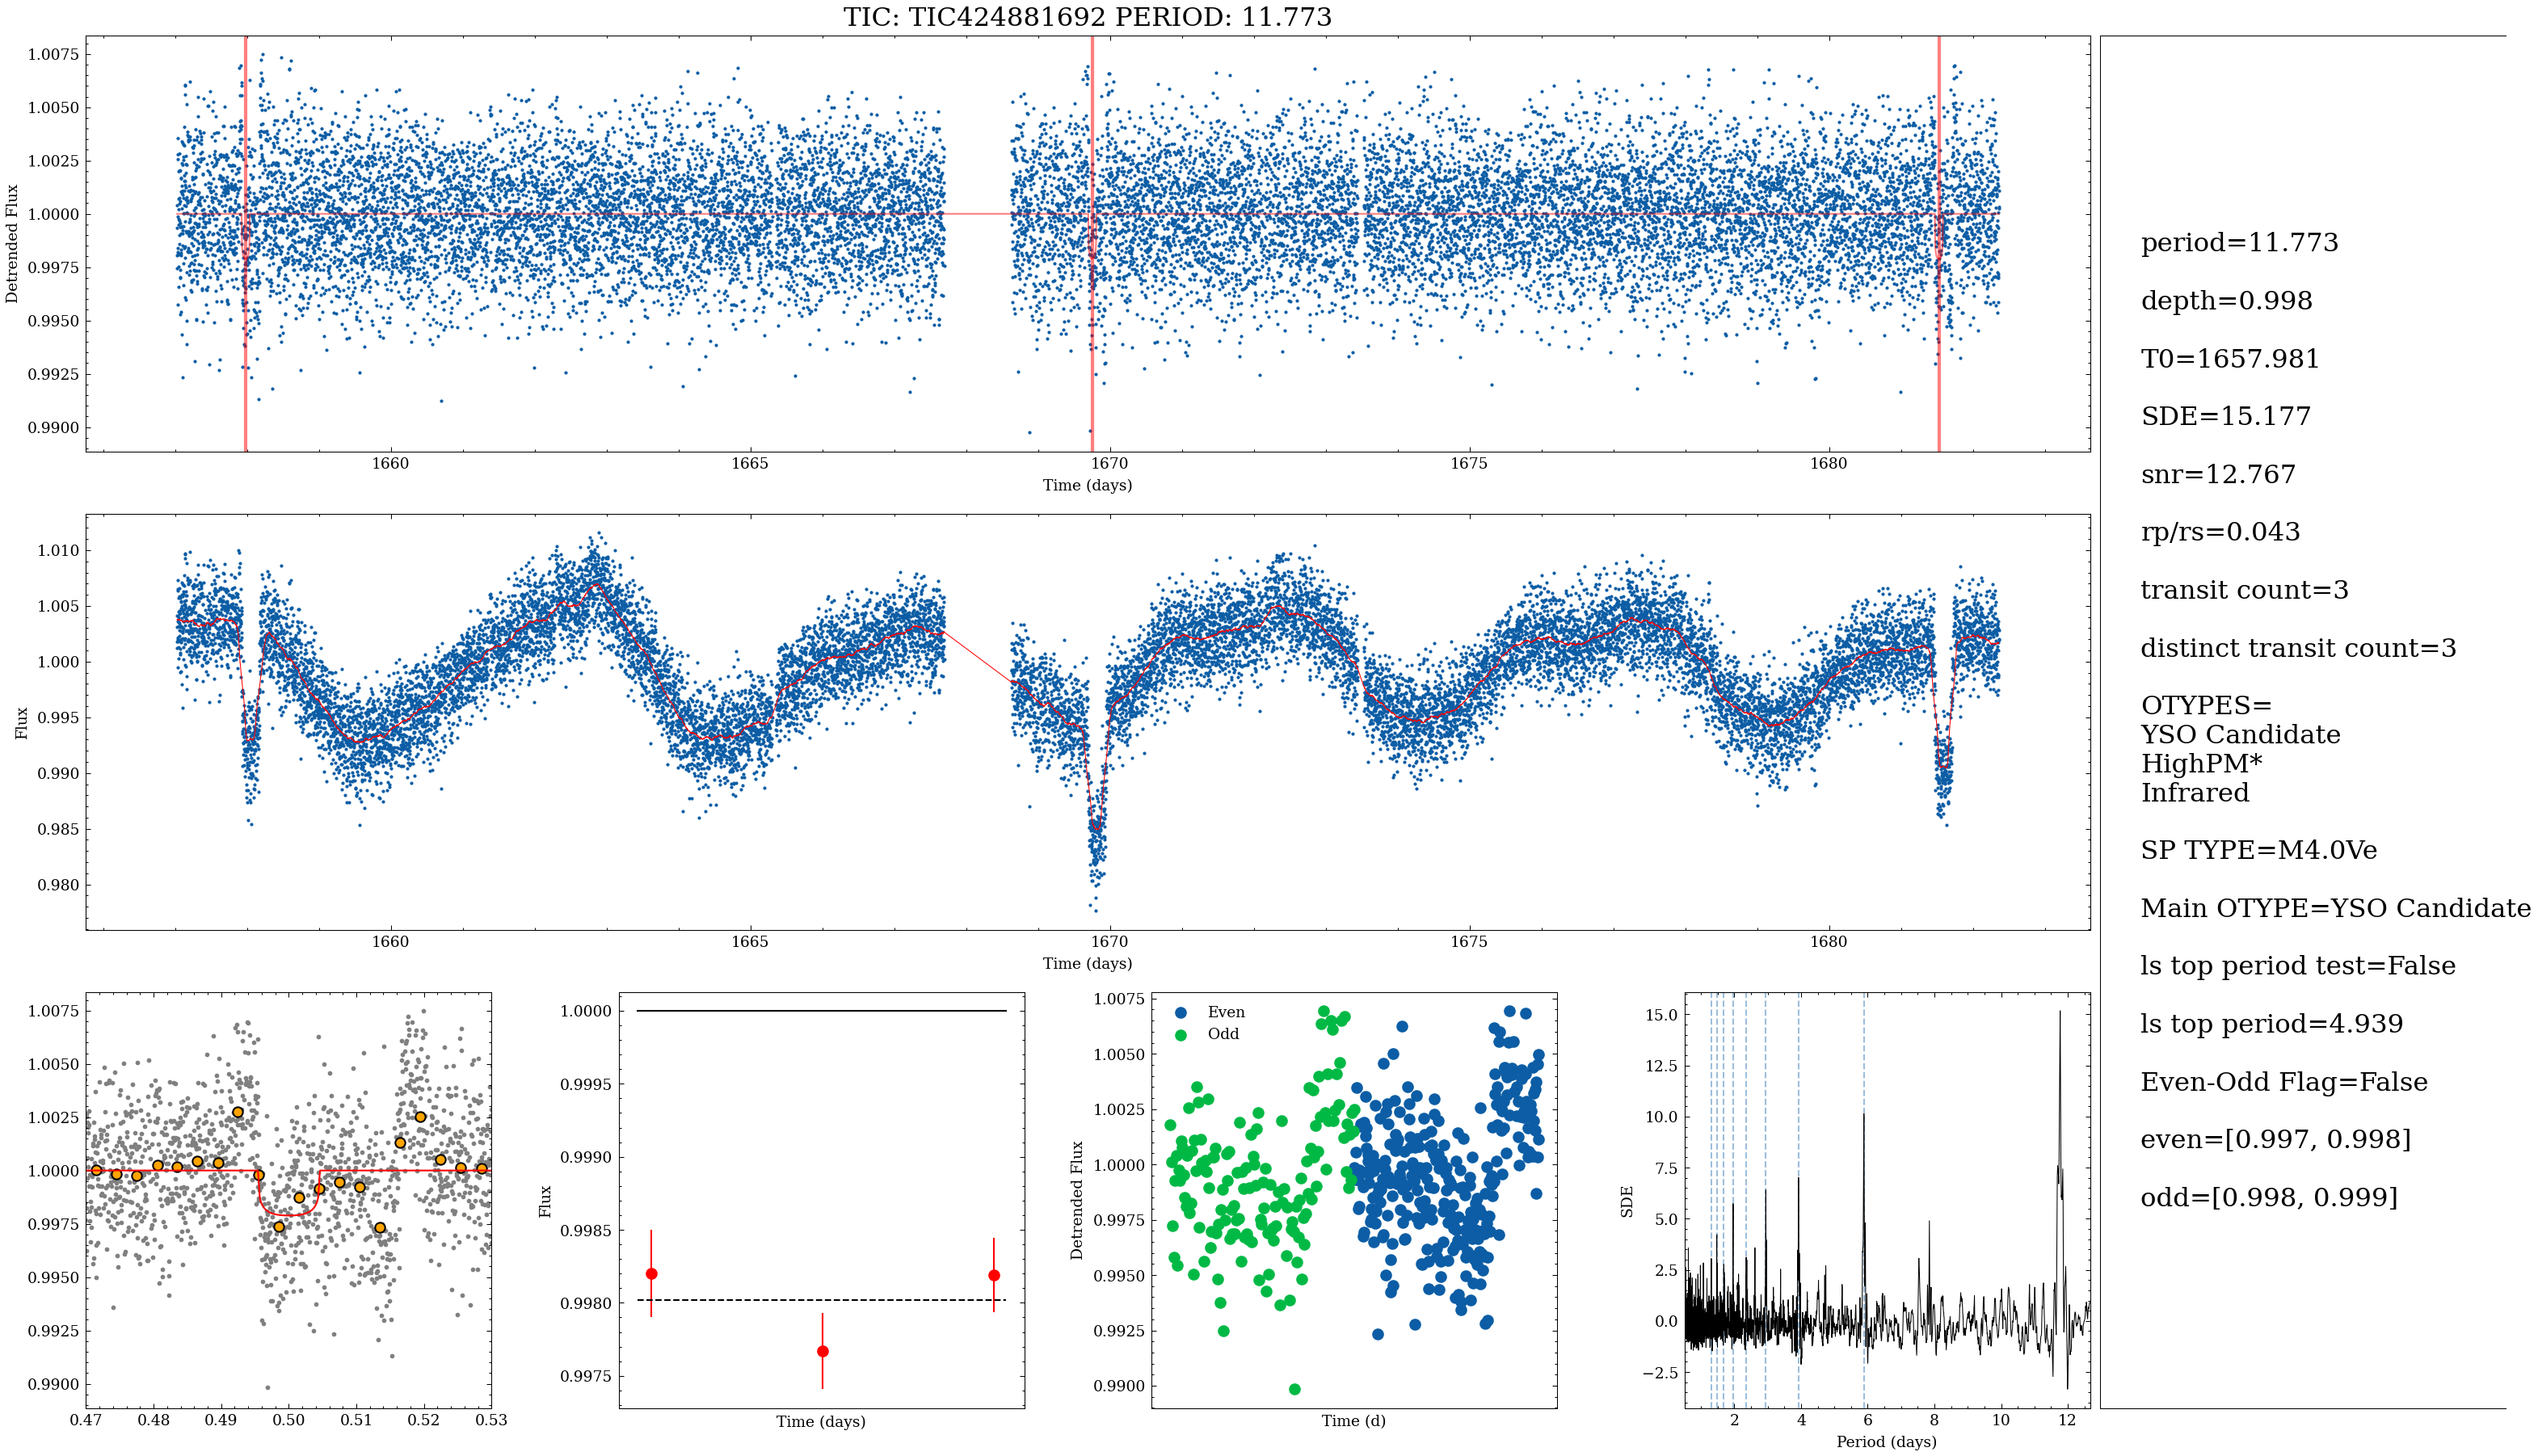 TIC: TIC424881692 PERIOD: 11.773
1.0075
1.0050
1.0025
1.0000
0.9975
0.9950
0.9925
0.9900
Detrended Flux
1660
1665
1670
1675
1680
Time (days)
1.010
1.005
1.000
0.995
0.990
0.985
0.980
Flux
1660
1665
1670
1675
1680
Time (days)
1.0075
1.0050
1.0025
1.0000
0.9975
0.9950
0.9925
0.9900
0.47
0.48
0.49
0.50
0.51
0.52
0.53
1.0000
0.9995
0.9990
0.9985
0.9980
0.9975
Flux
Time (days)
1.0075
1.0050
1.0025
1.0000
0.9975
0.9950
0.9925
0.9900
Detrended Flux
Even
Odd
Time (d)
15.0
12.5
10.0
7.5
5.0
2.5
0.0
−2.5
SDE
2
4
6
8
10
12
Period (days)
period=11.773
depth=0.998
T0=1657.981
SDE=15.177
snr=12.767
rp/rs=0.043
transit count=3
distinct transit count=3
OTYPES=
YSO Candidate
HighPM*
Infrared
SP TYPE=M4.0Ve
Main OTYPE=YSO Candidate
ls top period test=False
ls top period=4.939
Even-Odd Flag=False
even=[0.997, 0.998]
odd=[0.998, 0.999]